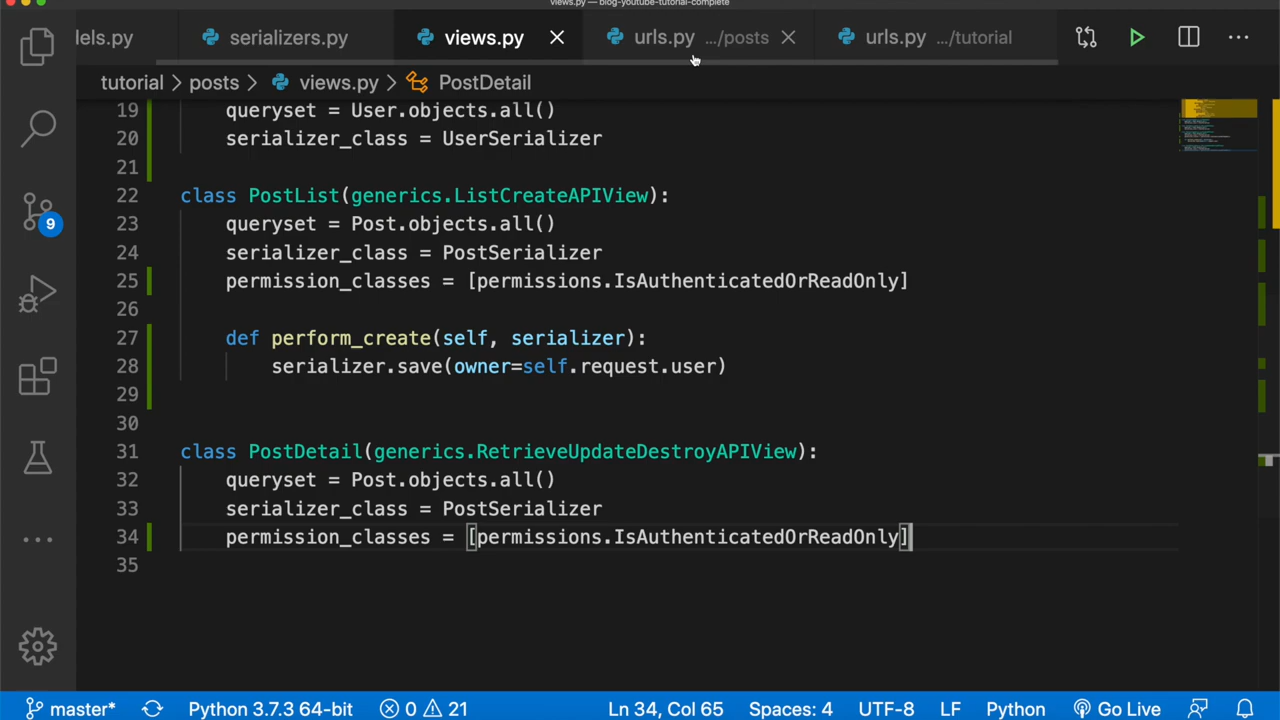 views.py — blog-youtube-tutorial-complete
dels.py serializers.py views.py urls.py .../posts urls.py .../tutorial
tutorial > posts > views.py > PostDetail
19 queryset = User.objects.all()
20 serializer_class = UserSerializer
21
22 class PostList(generics.ListCreateAPIView):
23 queryset = Post.objects.all()
24 serializer_class = PostSerializer
25 permission_classes = [permissions.IsAuthenticatedOrReadOnly]
26
27 def perform_create(self, serializer):
28 serializer.save(owner=self.request.user)
29
30
31 class PostDetail(generics.RetrieveUpdateDestroyAPIView):
32 queryset = Post.objects.all()
33 serializer_class = PostSerializer
34 permission_classes = [permissions.IsAuthenticatedOrReadOnly]
35
9
master* Python 3.7.3 64-bit 0 21 Ln 34, Col 65 Spaces: 4 UTF-8 LF Python Go Live